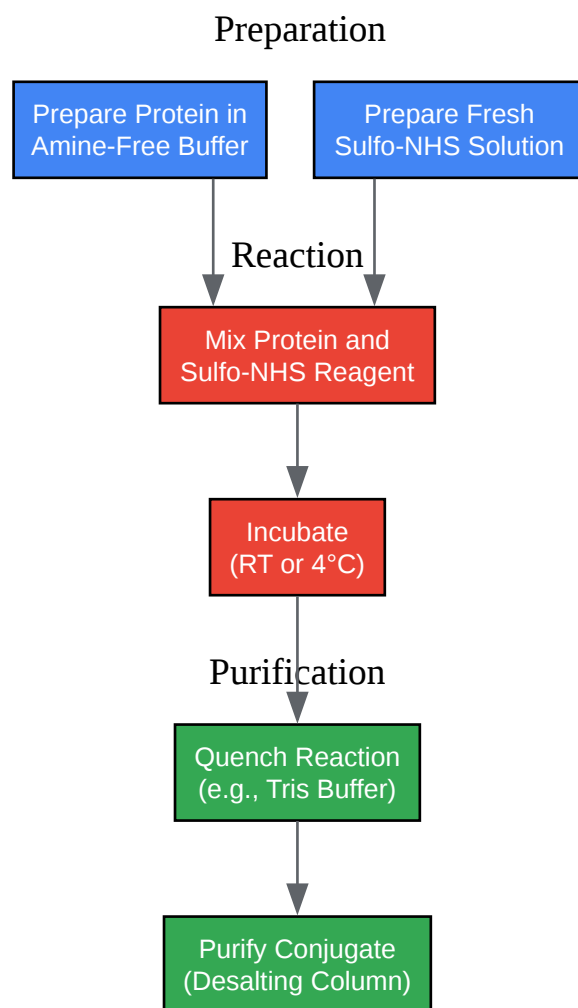 Preparation
Prepare Protein in
Amine-Free Buffer
Prepare Fresh
Sulfo-NHS Solution
Reaction
Mix Protein and
Sulfo-NHS Reagent
Incubate
(RT or 4°C)
Purification
Quench Reaction
(e.g., Tris Buffer)
Purify Conjugate
(Desalting Column)